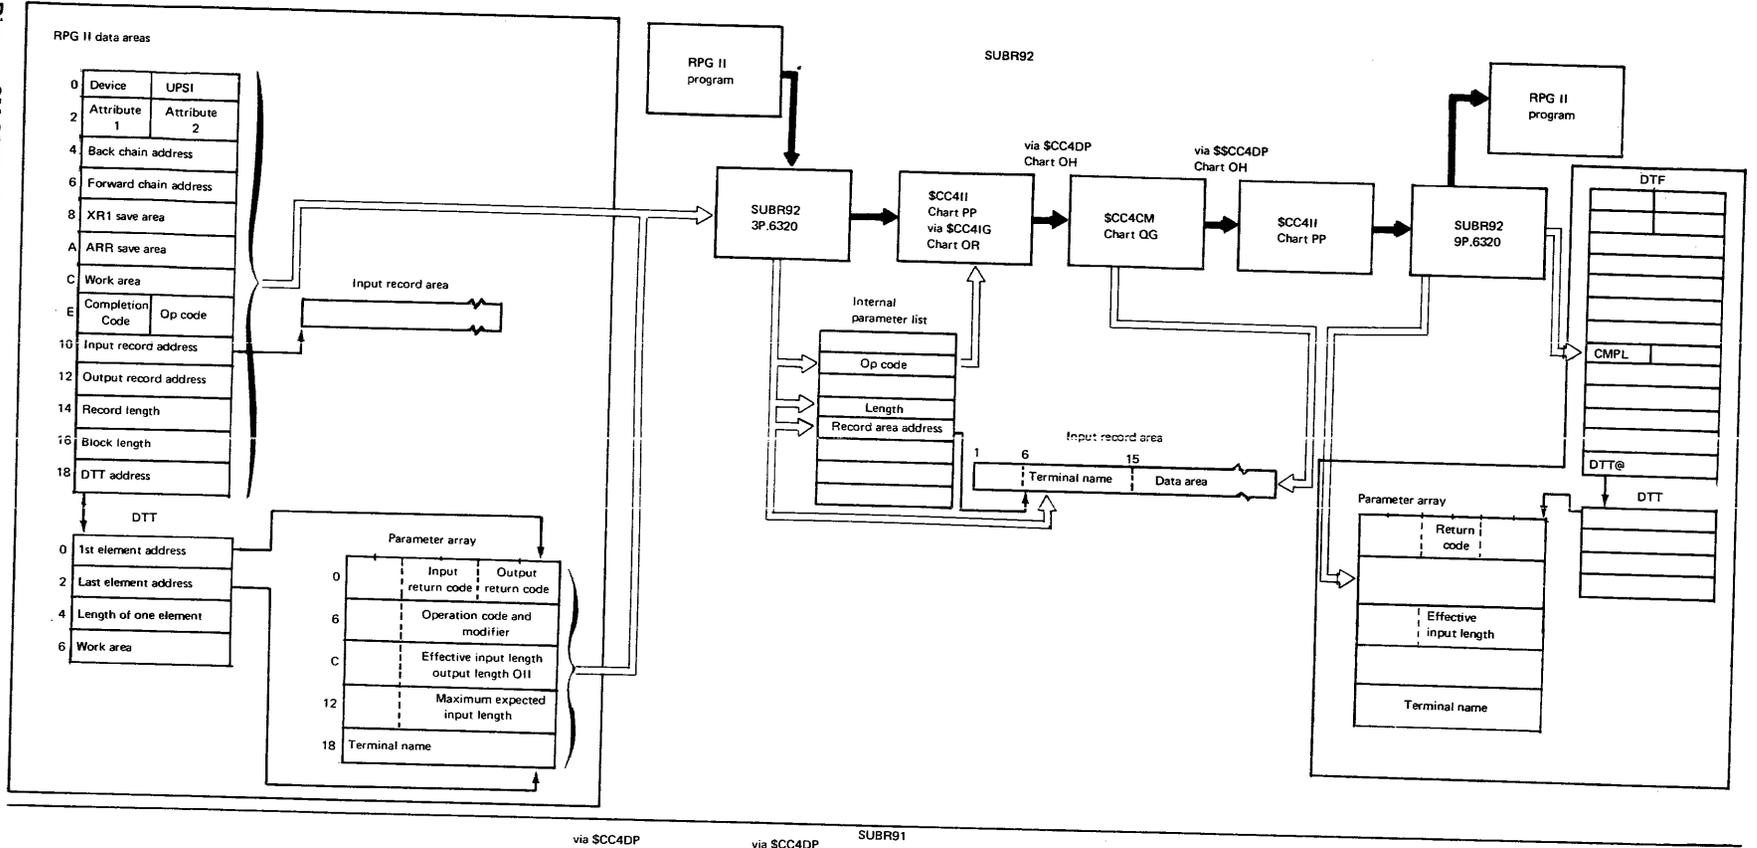 RPG II data areas
0 Device UPSI
2 Attribute 1 Attribute 2
4 Back chain address
6 Forward chain address
8 XR1 save area
A ARR save area
C Work area
E Completion Code Op code
10 Input record address
12 Output record address
14 Record length
16 Block length
18 DTT address
Input record area
DTT
0 1st element address
2 Last element address
4 Length of one element
6 Work area
Parameter array
0 Input return code Output return code
6 Operation code and modifier
C Effective input length output length OII
12 Maximum expected input length
18 Terminal name
SUBR92
RPG II
program
SUBR92
3P.6320
$CC4II
Chart PP
via $CC4IG
Chart OR
via $CC4DP
Chart OH
$CC4CM
Chart QG
via $$CC4DP
Chart OH
$CC4II
Chart PP
SUBR92
9P.6320
RPG II
program
Internal
parameter list
Op code
Length
Record area address
Input record area
1 6 15
Terminal name Data area
DTF
CMPL
DTT@
DTT
Parameter array
Return
code
Effective
input length
Terminal name
SUBR91
via $CC4DP via $CC4DP